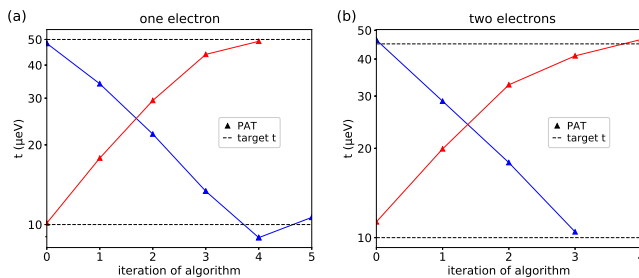 (a)
one electron
50
40
30
20
10
t (μeV)
PAT
target t
0 1 2 3 4 5
iteration of algorithm
(b)
two electrons
50
40
30
20
10
t (μeV)
PAT
target t
0 1 2 3
iteration of algorithm